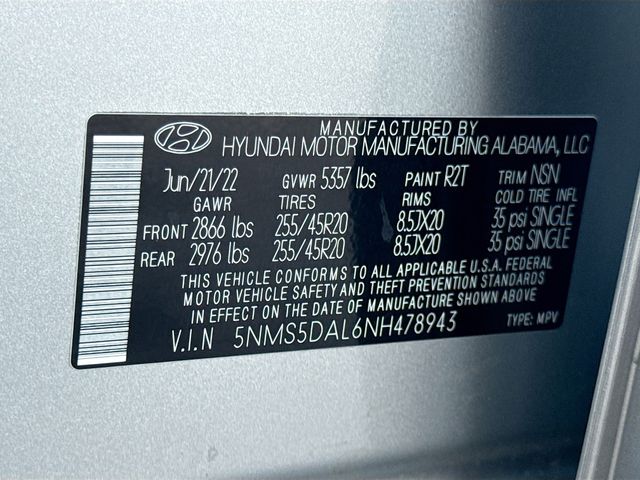 MANUFACTURED BY
HYUNDAI MOTOR MANUFACTURING ALABAMA, LLC
Jun/21/22 GVWR 5357 lbs PAINT R2T TRIM NSN
GAWR TIRES RIMS COLD TIRE INFL
FRONT 2866 lbs 255/45R20 8.5JX20 35 psi SINGLE
REAR 2976 lbs 255/45R20 8.5JX20 35 psi SINGLE
THIS VEHICLE CONFORMS TO ALL APPLICABLE U.S.A. FEDERAL
MOTOR VEHICLE SAFETY AND THEFT PREVENTION STANDARDS
IN EFFECT ON THE DATE OF MANUFACTURE SHOWN ABOVE
V.I.N 5NMS5DAL6NH478943 TYPE: MPV